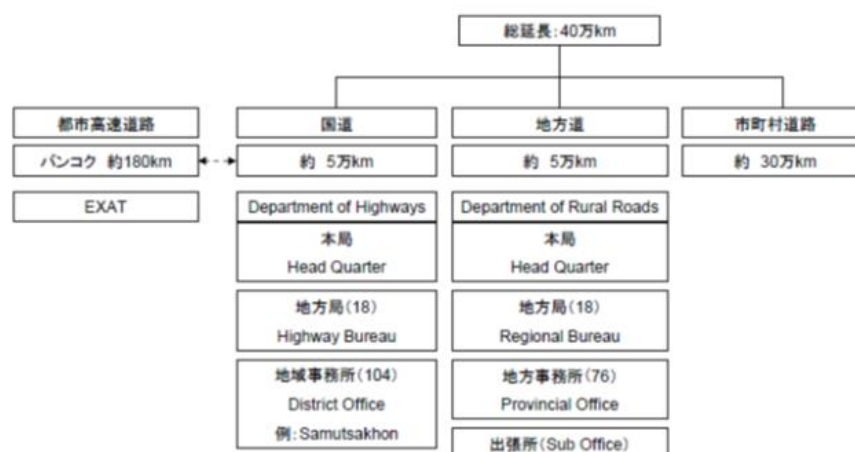 総延長:40万km
都市高速道路
国道
地方道
市町村道路
バンコク 約180km
約 5万km
約 5万km
約 30万km
EXAT
Department of Highways
本局
Head Quarter
地方局(18)
Highway Bureau
地域事務所(104)
District Office
例:Samutsakhon
Department of Rural Roads
本局
Head Quarter
地方局(18)
Regional Bureau
地方事務所(76)
Provincial Office
出張所(Sub Office)